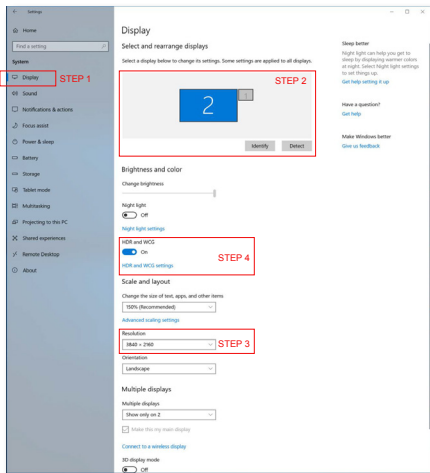 Settings
Home
Find a setting
System
Display
STEP 1
Sound
Notifications & actions
Focus assist
Power & sleep
Battery
Storage
Tablet mode
Multitasking
Projecting to this PC
Shared experiences
Remote Desktop
About
Display
Select and rearrange displays
Select a display below to change its settings. Some settings are applied to all displays.
STEP 2
2
1
Identify
Detect
Brightness and color
Change brightness
Night light
Off
Night light settings
HDR and WCG
On
STEP 4
HDR and WCG settings
Scale and layout
Change the size of text, apps, and other items
150% (Recommended)
Advanced scaling settings
Resolution
3840 × 2160
STEP 3
Orientation
Landscape
Multiple displays
Multiple displays
Show only on 2
Make this my main display
Connect to a wireless display
3D display mode
Off
Sleep better
Night light can help you get to
sleep by displaying warmer colors
at night. Select Night light settings
to set things up.
Get help setting it up
Have a question?
Get help
Make Windows better
Give us feedback